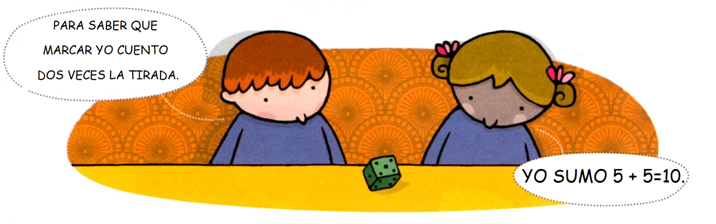 PARA SABER QUE
MARCAR YO CUENTO
DOS VECES LA TIRADA.
YO SUMO 5 + 5=10.